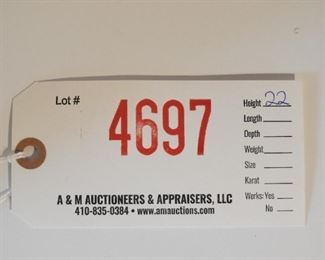 Lot #
4697
Height 22
Length
Depth
Weight
Size
Karat
Works: Yes
No
A & M AUCTIONEERS & APPRAISERS, LLC
410-835-0384 • www.amauctions.com